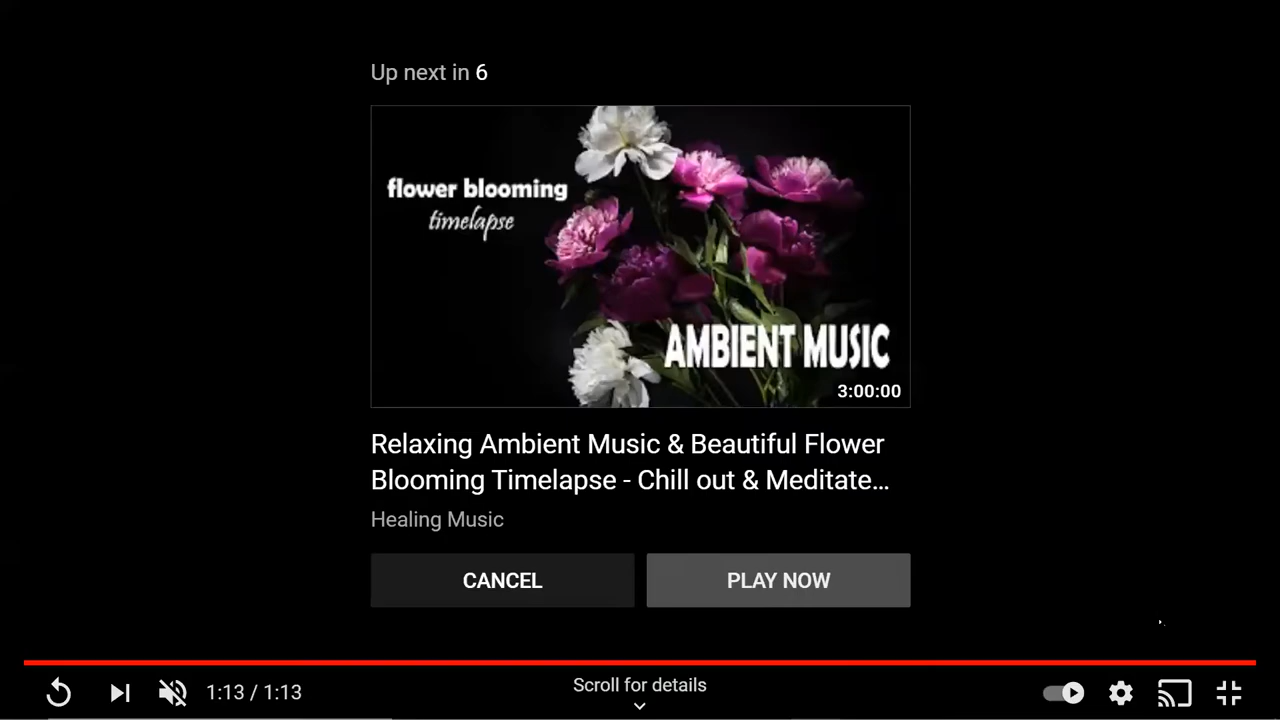 Up next in 6
flower blooming
timelapse
AMBIENT MUSIC
3:00:00
Relaxing Ambient Music & Beautiful Flower
Blooming Timelapse - Chill out & Meditate...
Healing Music
CANCEL
PLAY NOW
1:13 / 1:13
Scroll for details